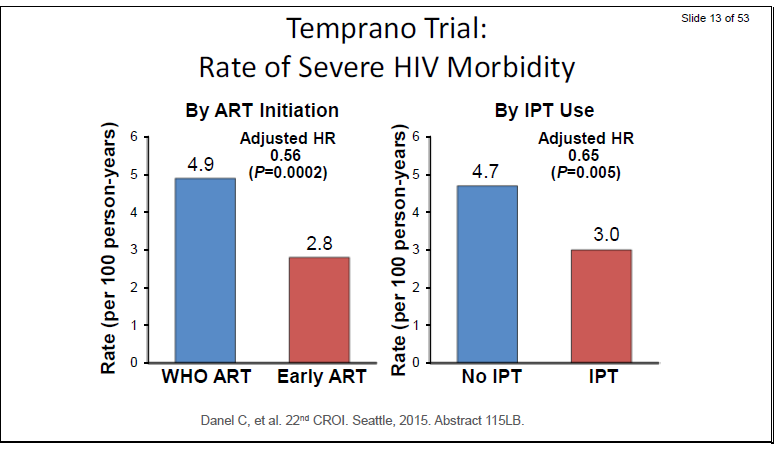 Slide 13 of 53
Temprano Trial:
Rate of Severe HIV Morbidity
By ART Initiation
Rate (per 100 person-years)
6
5
4
3
2
1
0
Adjusted HR
0.56
(P=0.0002)
4.9
2.8
WHO ART Early ART
By IPT Use
Rate (per 100 person-years)
6
5
4
3
2
1
0
Adjusted HR
0.65
(P=0.005)
4.7
3.0
No IPT IPT
Danel C, et al. 22nd CROI. Seattle, 2015. Abstract 115LB.